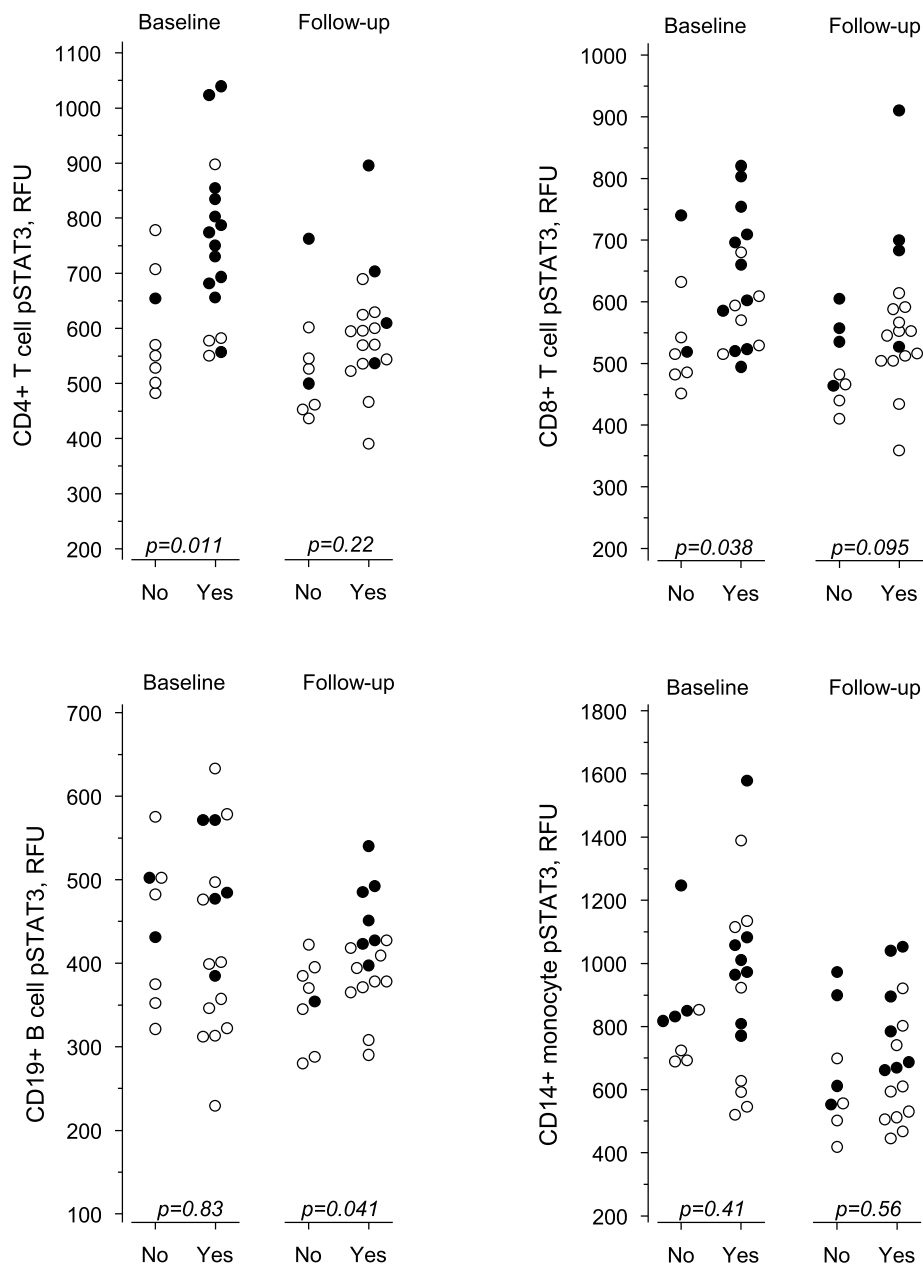 Baseline Follow-up
CD4+ T cell pSTAT3, RFU
1100
1000
900
800
700
600
500
400
300
200
p=0.011 p=0.22
No Yes No Yes
Baseline Follow-up
CD8+ T cell pSTAT3, RFU
1000
900
800
700
600
500
400
300
200
p=0.038 p=0.095
No Yes No Yes
Baseline Follow-up
CD19+ B cell pSTAT3, RFU
700
600
500
400
300
200
100
p=0.83 p=0.041
No Yes No Yes
Baseline Follow-up
CD14+ monocyte pSTAT3, RFU
1800
1600
1400
1200
1000
800
600
400
200
p=0.41 p=0.56
No Yes No Yes